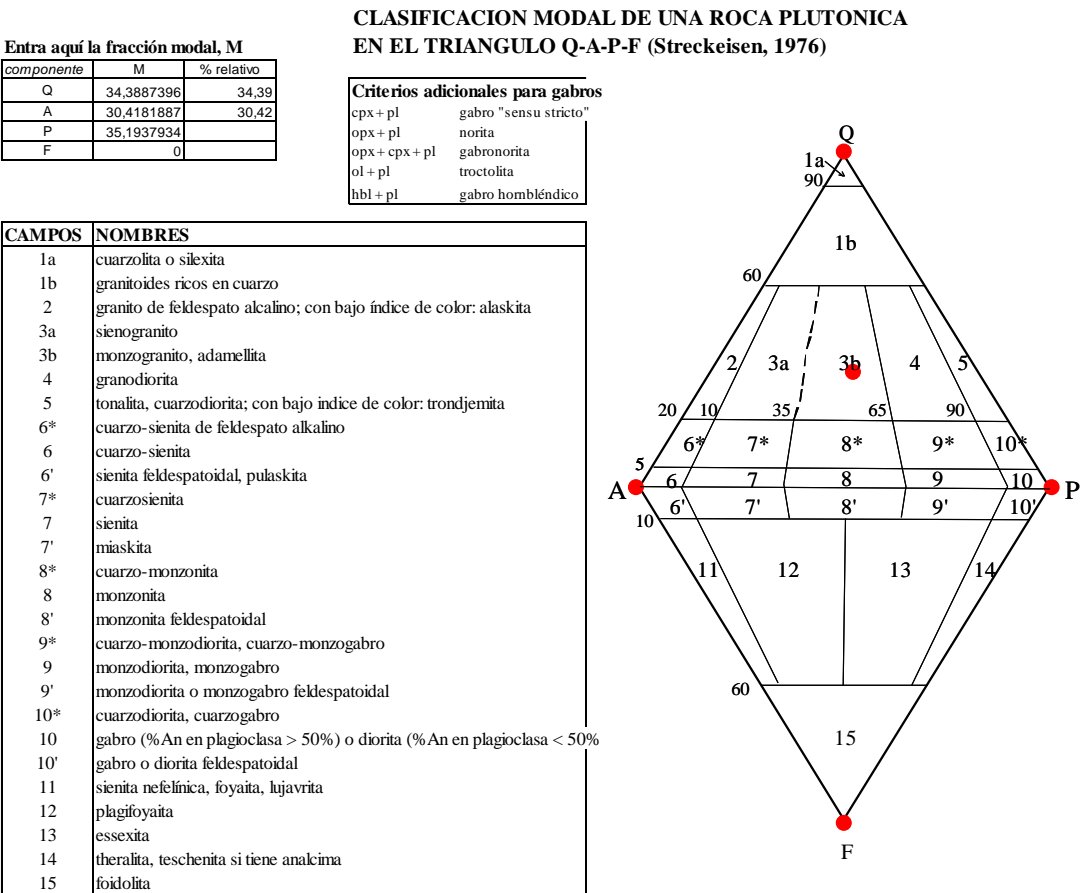 CLASIFICACION MODAL DE UNA ROCA PLUTONICA
EN EL TRIANGULO Q-A-P-F (Streckeisen, 1976)
Entra aquí la fracción modal, M
componente M % relativo
Q 34,3887396 34,39
A 30,4181887 30,42
P 35,1937934
F 0
Criterios adicionales para gabros
cpx + pl gabro "sensu stricto"
opx + pl norita
opx + cpx + pl gabronorita
ol + pl troctolita
hbl + pl gabro hornbléndico
CAMPOS NOMBRES
1a cuarzolita o silexita
1b granitoides ricos en cuarzo
2 granito de feldespato alcalino; con bajo índice de color: alaskita
3a sienogranito
3b monzogranito, adamellita
4 granodiorita
5 tonalita, cuarzodiorita; con bajo indice de color: trondjemita
6* cuarzo-sienita de feldespato alkalino
6 cuarzo-sienita
6' sienita feldespatoidal, pulaskita
7* cuarzosienita
7 sienita
7' miaskita
8* cuarzo-monzonita
8 monzonita
8' monzonita feldespatoidal
9* cuarzo-monzodiorita, cuarzo-monzogabro
9 monzodiorita, monzogabro
9' monzodiorita o monzogabro feldespatoidal
10* cuarzodiorita, cuarzogabro
10 gabro (%An en plagioclasa > 50%) o diorita (%An en plagioclasa < 50%
10' gabro o diorita feldespatoidal
11 sienita nefelínica, foyaita, lujavrita
12 plagifoyaita
13 essexita
14 theralita, teschenita si tiene analcima
15 foidolita
Q
1a
90
1b
60
2 3a 3b 4 5
20 10 35 65 90
6* 7* 8* 9* 10*
5
A 6 7 8 9 10 P
6' 7' 8' 9' 10'
10
11 12 13 14
60
15
F